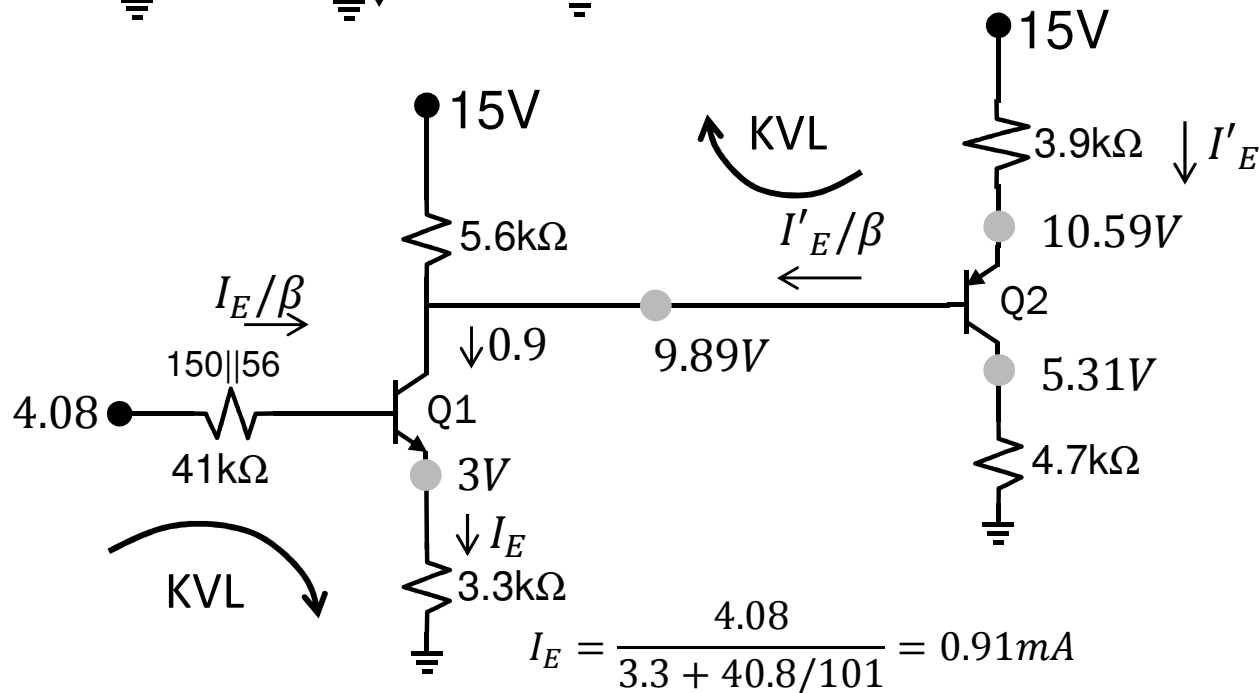 15V
15V
KVL
3.9kΩ
↓ I′_E
5.6kΩ
I′_E/β
10.59V
I_E/β
Q2
↓0.9
9.89V
150||56
5.31V
4.08
Q1
41kΩ
3V
4.7kΩ
↓ I_E
KVL
3.3kΩ
I_E = 4.08 / (3.3 + 40.8/101) = 0.91mA